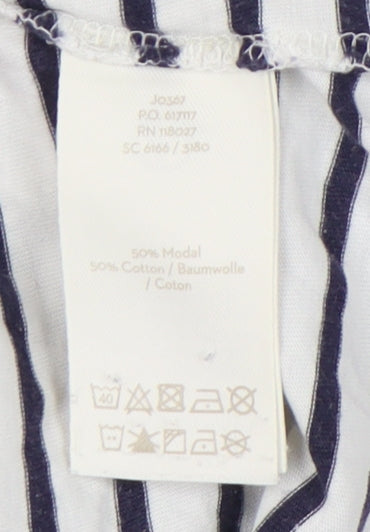 J0367
P.O. 617117
RN 118027
SC 6166 / 3180
50% Modal
50% Cotton / Baumwolle
/ Coton
40